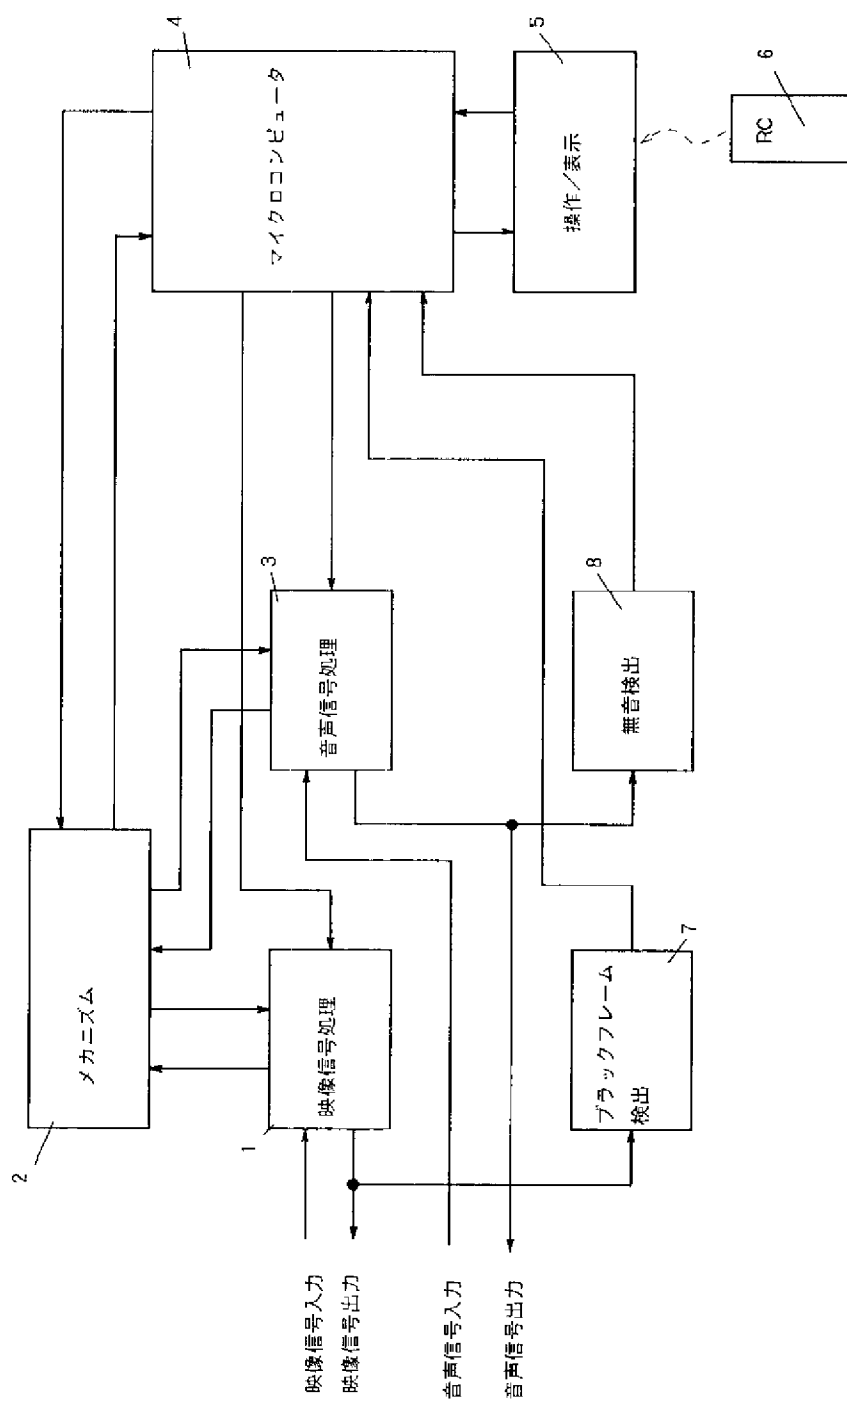 2
メカニズム
4
マイクロコンピュータ
1
映像信号処理
3
音声信号処理
5
操作/表示
6
RC
7
ブラックフレーム
検出
8
無音検出
映像信号入力
映像信号出力
音声信号入力
音声信号出力